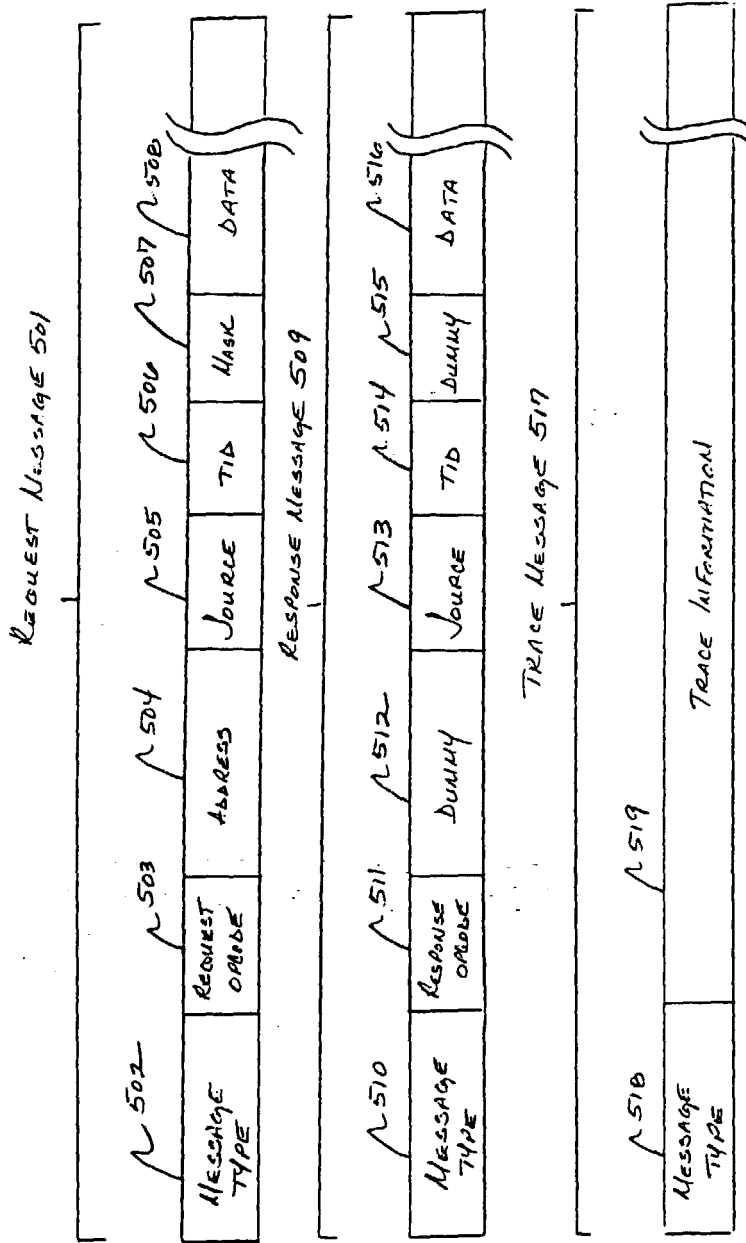 REQUEST MESSAGE 501
502
503
504
505
506
507
508
MESSAGE TYPE
REQUEST OPCODE
ADDRESS
SOURCE
TID
MASK
DATA
RESPONSE MESSAGE 509
510
511
512
513
514
515
516
MESSAGE TYPE
RESPONSE OPCODE
DUMMY
SOURCE
TID
DUMMY
DATA
TRACE MESSAGE 517
518
519
MESSAGE TYPE
TRACE INFORMATION